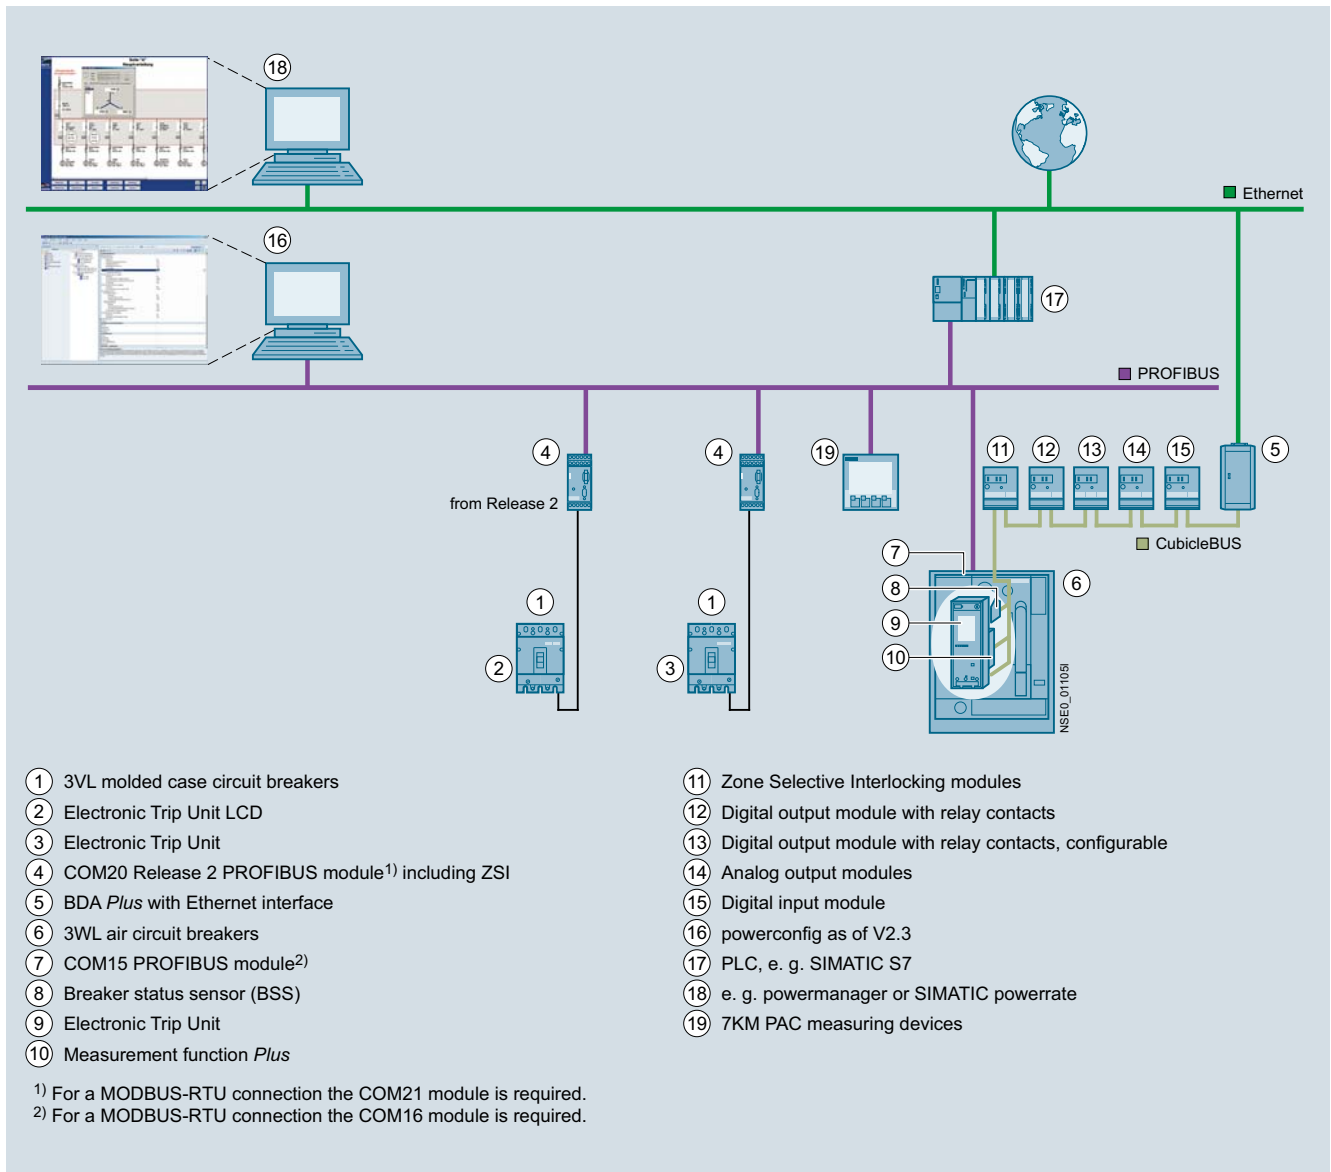 18
Ethernet
16
17
PROFIBUS
4
4
19
11
12
13
14
15
5
from Release 2
CubicleBUS
7
6
8
1
1
9
10
2
3
NSE0_01105l
1 3VL molded case circuit breakers
2 Electronic Trip Unit LCD
3 Electronic Trip Unit
4 COM20 Release 2 PROFIBUS module1) including ZSI
5 BDA Plus with Ethernet interface
6 3WL air circuit breakers
7 COM15 PROFIBUS module2)
8 Breaker status sensor (BSS)
9 Electronic Trip Unit
10 Measurement function Plus
11 Zone Selective Interlocking modules
12 Digital output module with relay contacts
13 Digital output module with relay contacts, configurable
14 Analog output modules
15 Digital input module
16 powerconfig as of V2.3
17 PLC, e. g. SIMATIC S7
18 e. g. powermanager or SIMATIC powerrate
19 7KM PAC measuring devices
1) For a MODBUS-RTU connection the COM21 module is required.
2) For a MODBUS-RTU connection the COM16 module is required.